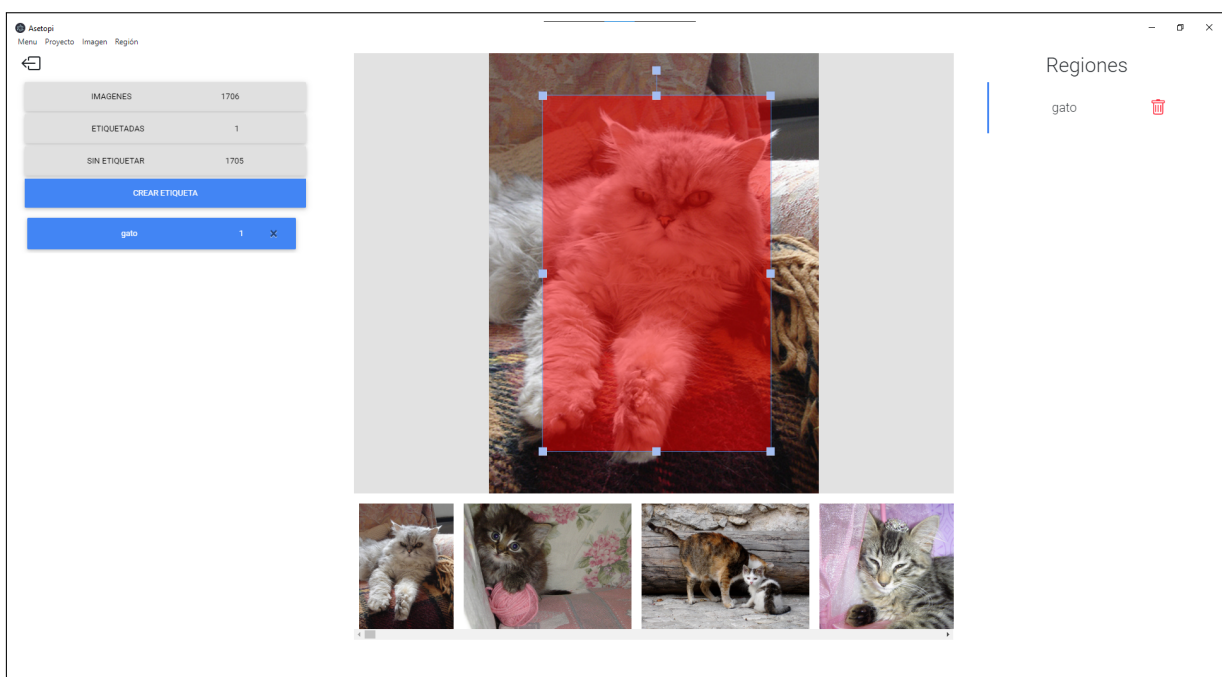 Asetopi
Menu Proyecto Imagen Región
IMAGENES 1706
ETIQUETADAS 1
SIN ETIQUETAR 1705
CREAR ETIQUETA
gato 1 ×
Regiones
gato